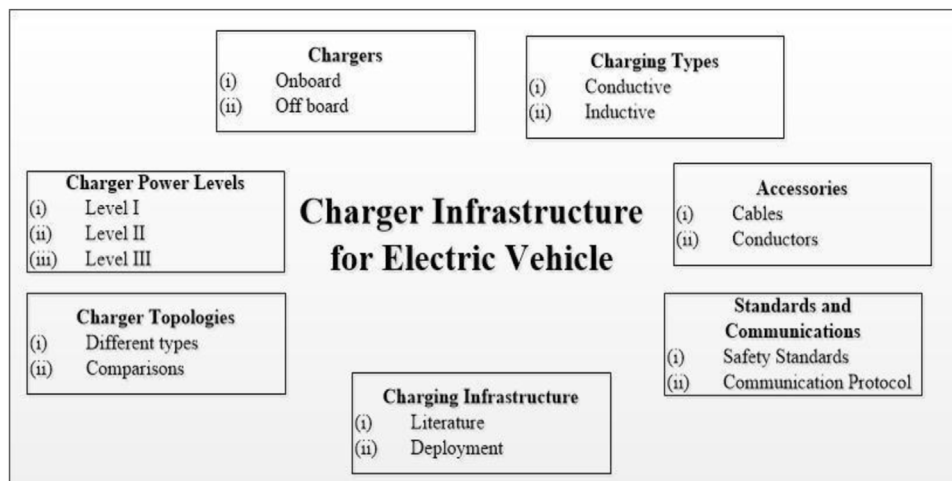 Chargers
(i) Onboard
(ii) Off board
Charging Types
(i) Conductive
(ii) Inductive
Charger Power Levels
(i) Level I
(ii) Level II
(iii) Level III
Charger Infrastructure
for Electric Vehicle
Accessories
(i) Cables
(ii) Conductors
Charger Topologies
(i) Different types
(ii) Comparisons
Standards and
Communications
(i) Safety Standards
(ii) Communication Protocol
Charging Infrastructure
(i) Literature
(ii) Deployment